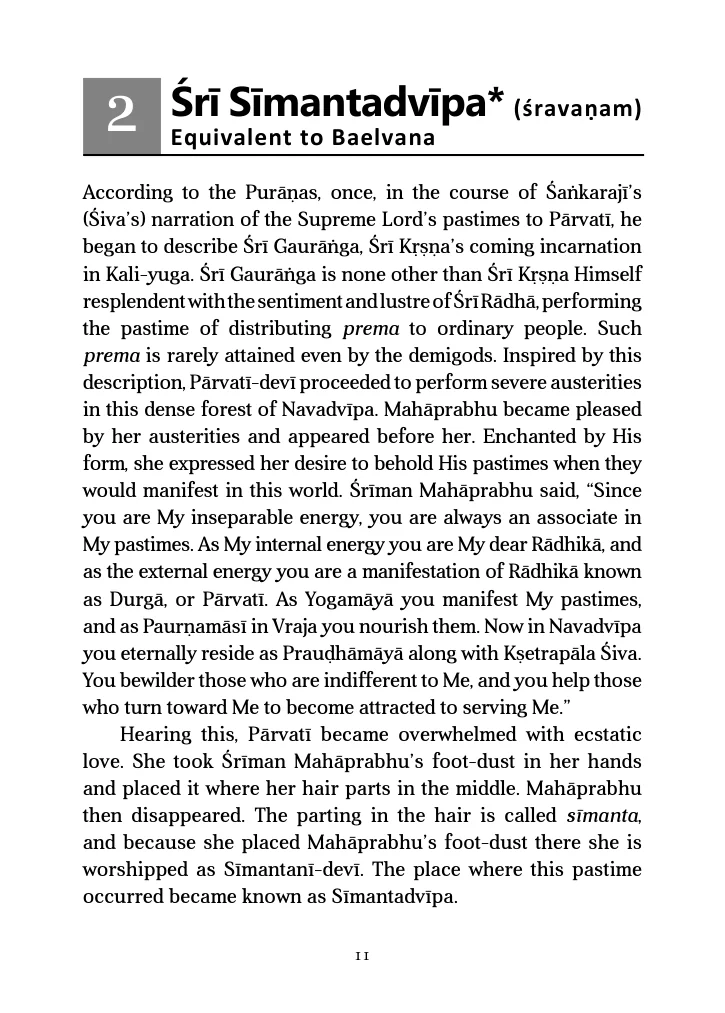 2
Śrī Sīmantadvīpa* (śravaṇam)
Equivalent to Baelvana
According to the Purāṇas, once, in the course of Śaṅkarajī’s
(Śiva’s) narration of the Supreme Lord’s pastimes to Pārvatī, he
began to describe Śrī Gaurāṅga, Śrī Kṛṣṇa’s coming incarnation
in Kali-yuga. Śrī Gaurāṅga is none other than Śrī Kṛṣṇa Himself
resplendent with the sentiment and lustre of Śrī Rādhā, performing
the pastime of distributing prema to ordinary people. Such
prema is rarely attained even by the demigods. Inspired by this
description, Pārvatī-devī proceeded to perform severe austerities
in this dense forest of Navadvīpa. Mahāprabhu became pleased
by her austerities and appeared before her. Enchanted by His
form, she expressed her desire to behold His pastimes when they
would manifest in this world. Śrīman Mahāprabhu said, “Since
you are My inseparable energy, you are always an associate in
My pastimes. As My internal energy you are My dear Rādhikā, and
as the external energy you are a manifestation of Rādhikā known
as Durgā, or Pārvatī. As Yogamāyā you manifest My pastimes,
and as Paurṇamāsī in Vraja you nourish them. Now in Navadvīpa
you eternally reside as Prauḍhāmāyā along with Kṣetrapāla Śiva.
You bewilder those who are indifferent to Me, and you help those
who turn toward Me to become attracted to serving Me.”
Hearing this, Pārvatī became overwhelmed with ecstatic
love. She took Śrīman Mahāprabhu’s foot-dust in her hands
and placed it where her hair parts in the middle. Mahāprabhu
then disappeared. The parting in the hair is called sīmanta,
and because she placed Mahāprabhu’s foot-dust there she is
worshipped as Sīmantanī-devī. The place where this pastime
occurred became known as Sīmantadvīpa.
11